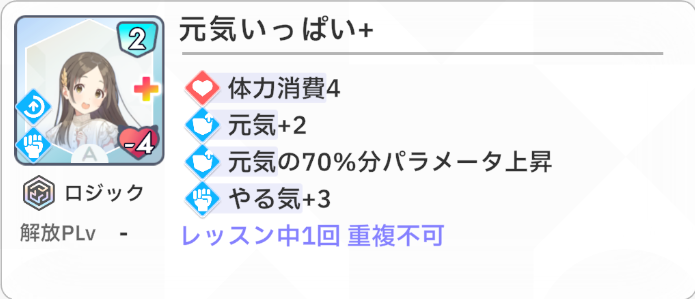 元気いっぱい+
2
-4
A
体力消費4
元気+2
元気の70%分パラメータ上昇
やる気+3
レッスン中1回 重複不可
ロジック
解放PLv -